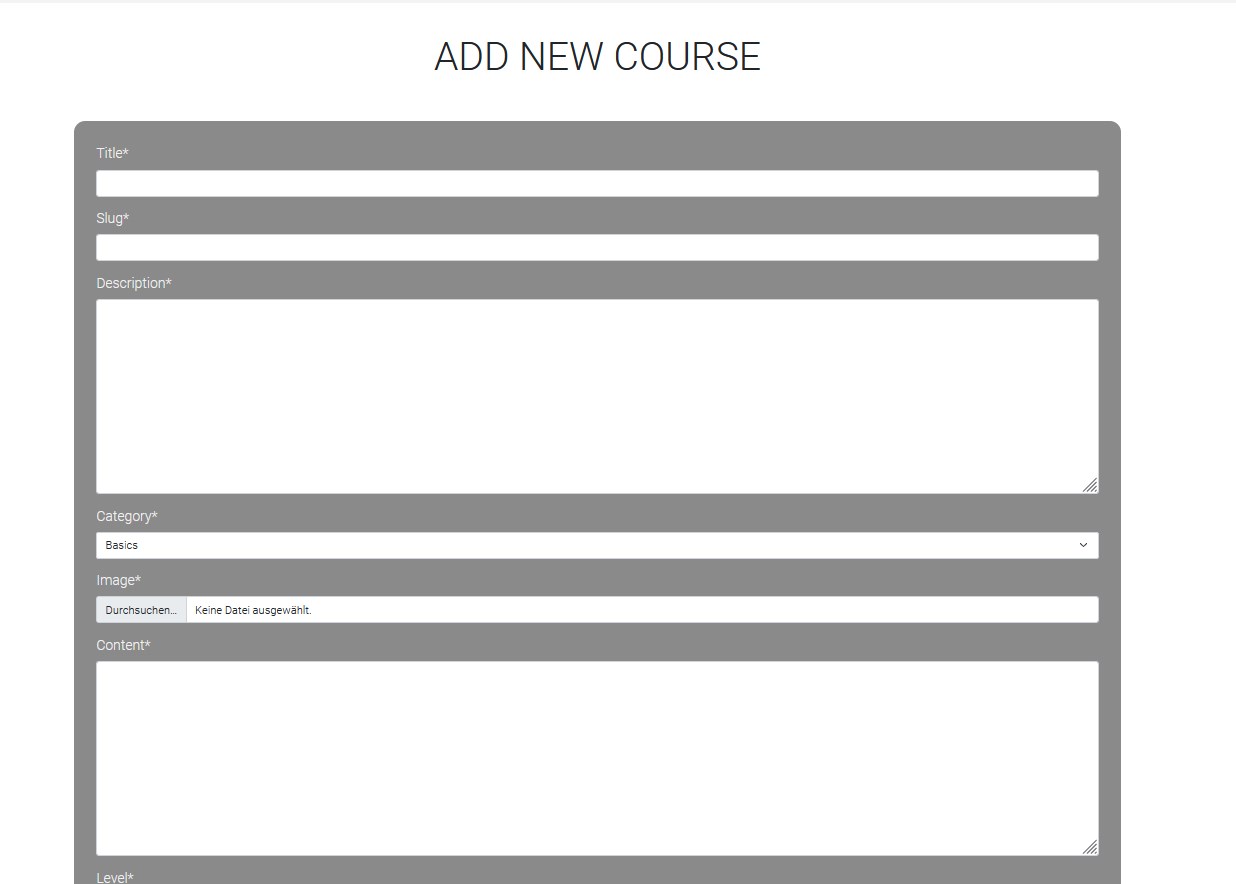 ADD NEW COURSE
Title*
Slug*
Description*
Category*
Basics
Image*
Durchsuchen... Keine Datei ausgewählt.
Content*
Level*